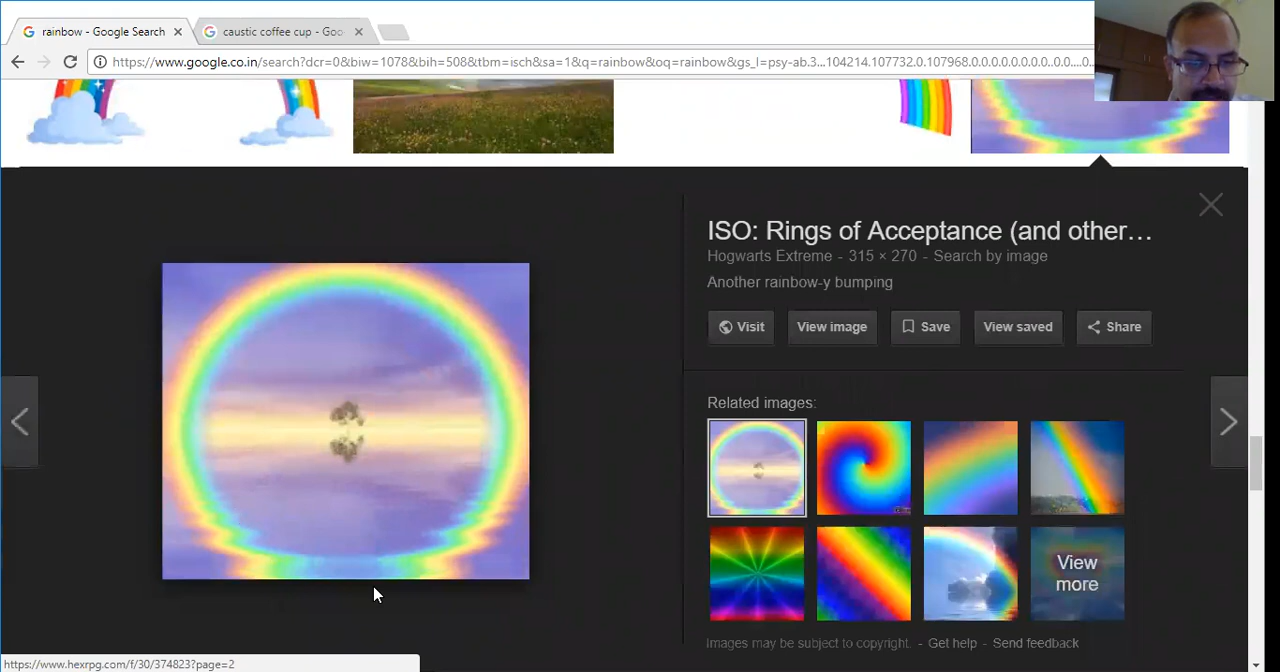 rainbow - Google Search
caustic coffee cup - Goo
https://www.google.co.in/search?dcr=0&biw=1078&bih=508&tbm=isch&sa=1&q=rainbow&oq=rainbow&gs_l=psy-ab.3...104214.107732.0.107968.0.0.0.0.0.0.0.0..0.0....0...
ISO: Rings of Acceptance (and other…
Hogwarts Extreme - 315 × 270 - Search by image
Another rainbow-y bumping
Visit View image Save View saved Share
Related images:
View
more
Images may be subject to copyright. - Get help - Send feedback
https://www.hexrpg.com/f/30/374823?page=2